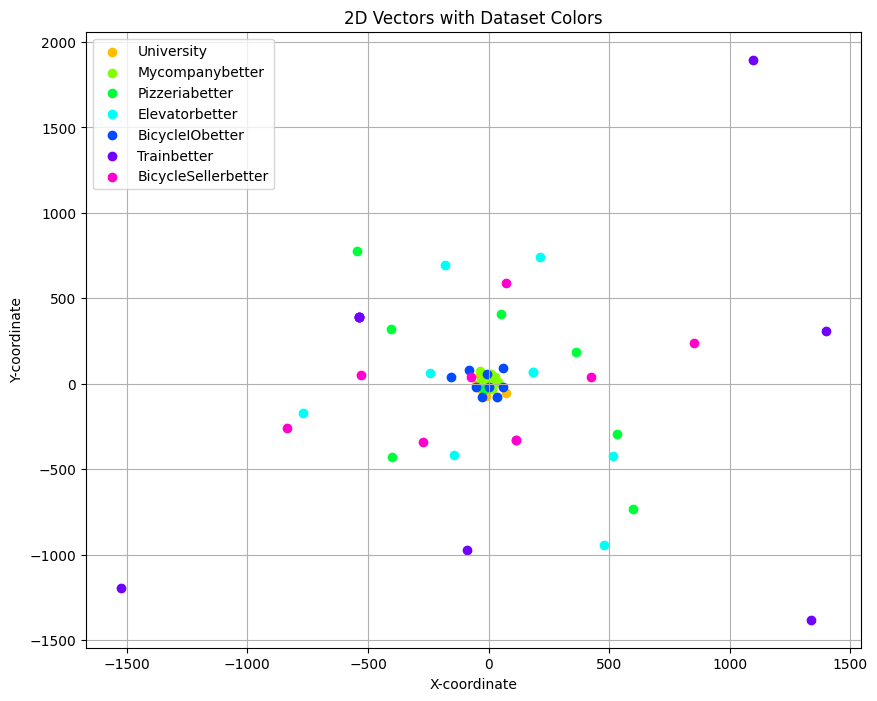 2D Vectors with Dataset Colors
University
Mycompanybetter
Pizzeriabetter
Elevatorbetter
BicycleIObetter
Trainbetter
BicycleSellerbetter
2000
1500
1000
500
0
−500
−1000
−1500
Y-coordinate
−1500
−1000
−500
0
500
1000
1500
X-coordinate